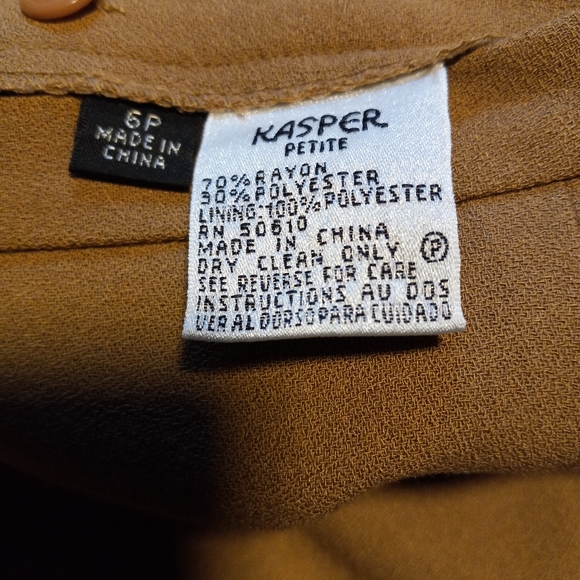 6P
MADE IN
CHINA
KASPER
PETITE
70% RAYON
30% POLYESTER
LINING:100%POLYESTER
RN 50610
MADE IN CHINA
DRY CLEAN ONLY Ⓟ
SEE REVERSE FOR CARE
INSTRUCTIONS AU DOS
VER AL DORSO PARA CUIDADO